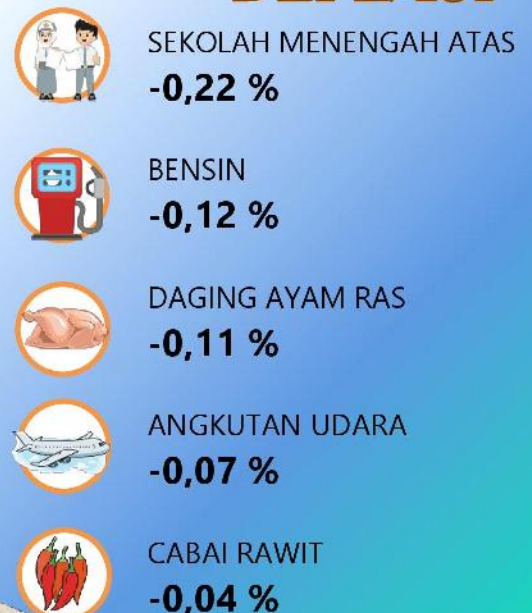 SEKOLAH MENENGAH ATAS
-0,22 %
BENSIN
-0,12 %
DAGING AYAM RAS
-0,11 %
ANGKUTAN UDARA
-0,07 %
CABAI RAWIT
-0,04 %